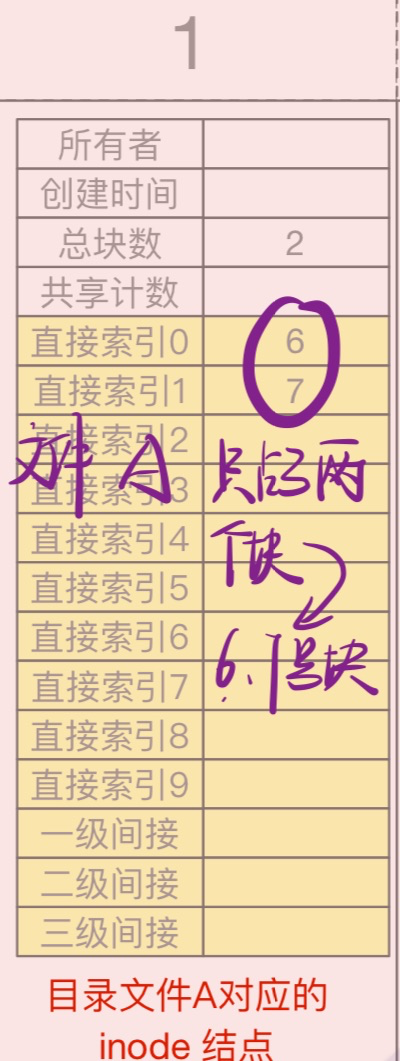 1
所有者
创建时间
总块数 2
共享计数
直接索引0 6
直接索引1 7
直接索引2
直接索引3
文件A 只占了两
直接索引4
个块
直接索引5
直接索引6
6、7号块
直接索引7
直接索引8
直接索引9
一级间接
二级间接
三级间接
目录文件A对应的
inode 结点